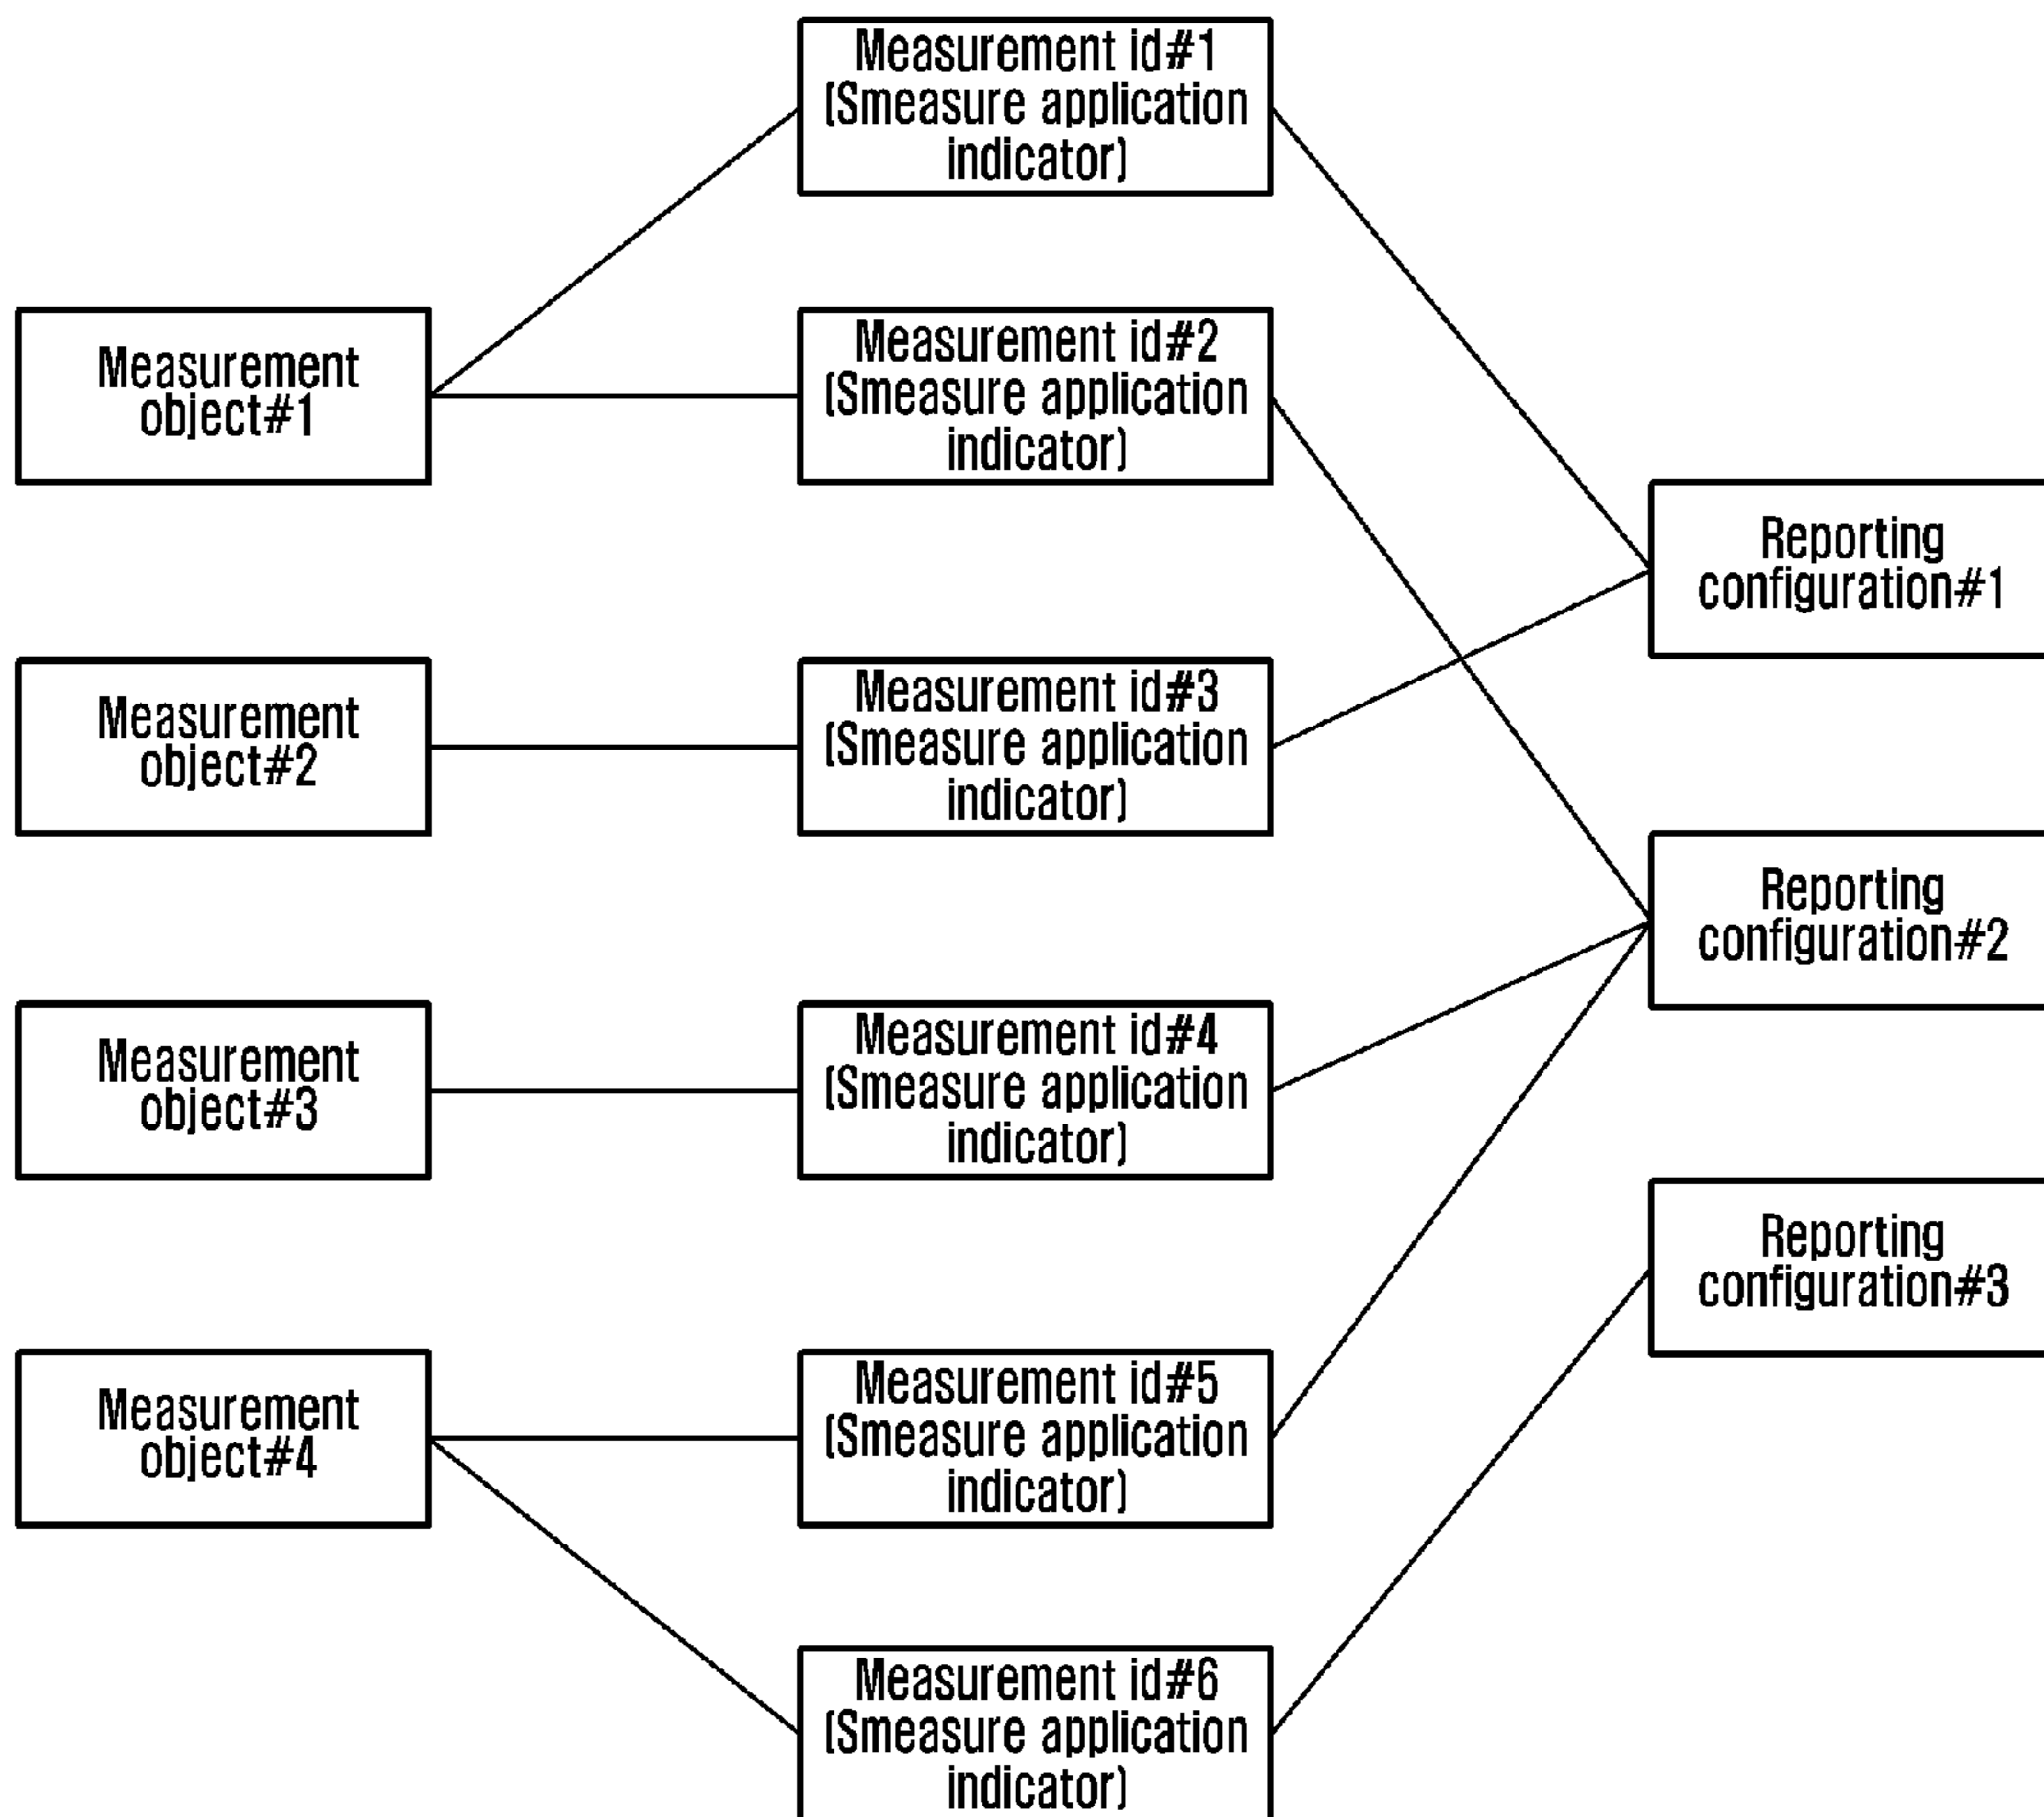 Measurement id#1
(Smeasure application
indicator)
Measurement
object#1
Measurement id#2
(Smeasure application
indicator)
Reporting
configuration#1
Measurement
object#2
Measurement id#3
(Smeasure application
indicator)
Reporting
configuration#2
Measurement
object#3
Measurement id#4
(Smeasure application
indicator)
Reporting
configuration#3
Measurement
object#4
Measurement id#5
(Smeasure application
indicator)
Measurement id#6
(Smeasure application
indicator)